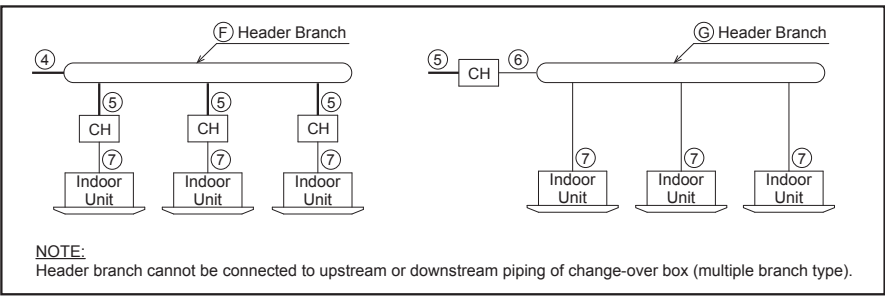 Ⓕ Header Branch
④
⑤ ⑤ ⑤
CH CH CH
⑦ ⑦ ⑦
Indoor Unit
Indoor Unit
Indoor Unit
Ⓖ Header Branch
⑤ CH ⑥
⑦ ⑦ ⑦
Indoor Unit
Indoor Unit
Indoor Unit
NOTE:
Header branch cannot be connected to upstream or downstream piping of change-over box (multiple branch type).